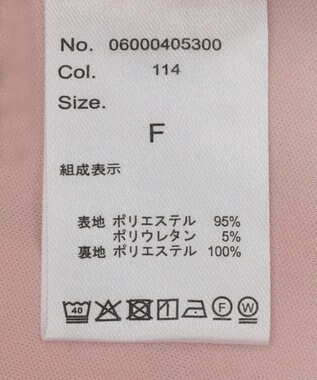 No. 06000405300
Col. 114
Size.
F
組成表示
表地 ポリエステル 95%
ポリウレタン 5%
裏地 ポリエステル 100%
40 F W